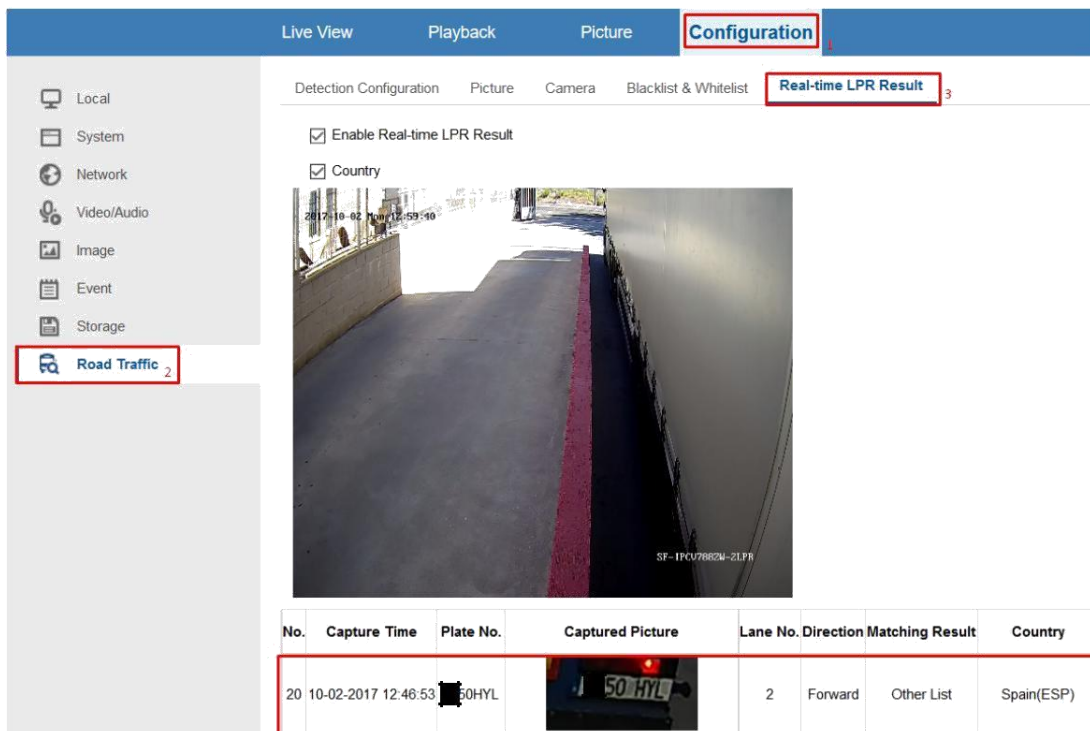 Live View Playback Picture Configuration 1
Detection Configuration Picture Camera Blacklist & Whitelist Real-time LPR Result 3
Local
System
Network
Video/Audio
Image
Event
Storage
Road Traffic 2
Enable Real-time LPR Result
Country
2017-10-02 Mon 12:59:40
SF-IPCV7882W-ZLPR
No. Capture Time Plate No. Captured Picture Lane No. Direction Matching Result Country
20 10-02-2017 12:46:53 50HYL 50 HYL 2 Forward Other List Spain(ESP)